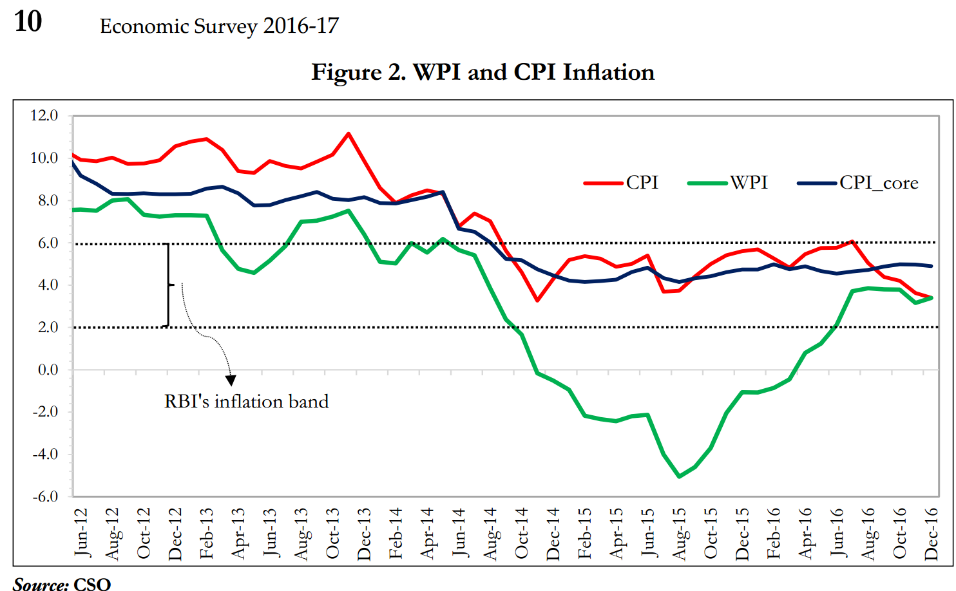 10 Economic Survey 2016-17
Figure 2. WPI and CPI Inflation
12.0
10.0
8.0
6.0
4.0
2.0
0.0
-2.0
-4.0
-6.0
CPI WPI CPI_core
RBI's inflation band
Jun-12 Aug-12 Oct-12 Dec-12 Feb-13 Apr-13 Jun-13 Aug-13 Oct-13 Dec-13 Feb-14 Apr-14 Jun-14 Aug-14 Oct-14 Dec-14 Feb-15 Apr-15 Jun-15 Aug-15 Oct-15 Dec-15 Feb-16 Apr-16 Jun-16 Aug-16 Oct-16 Dec-16
Source: CSO